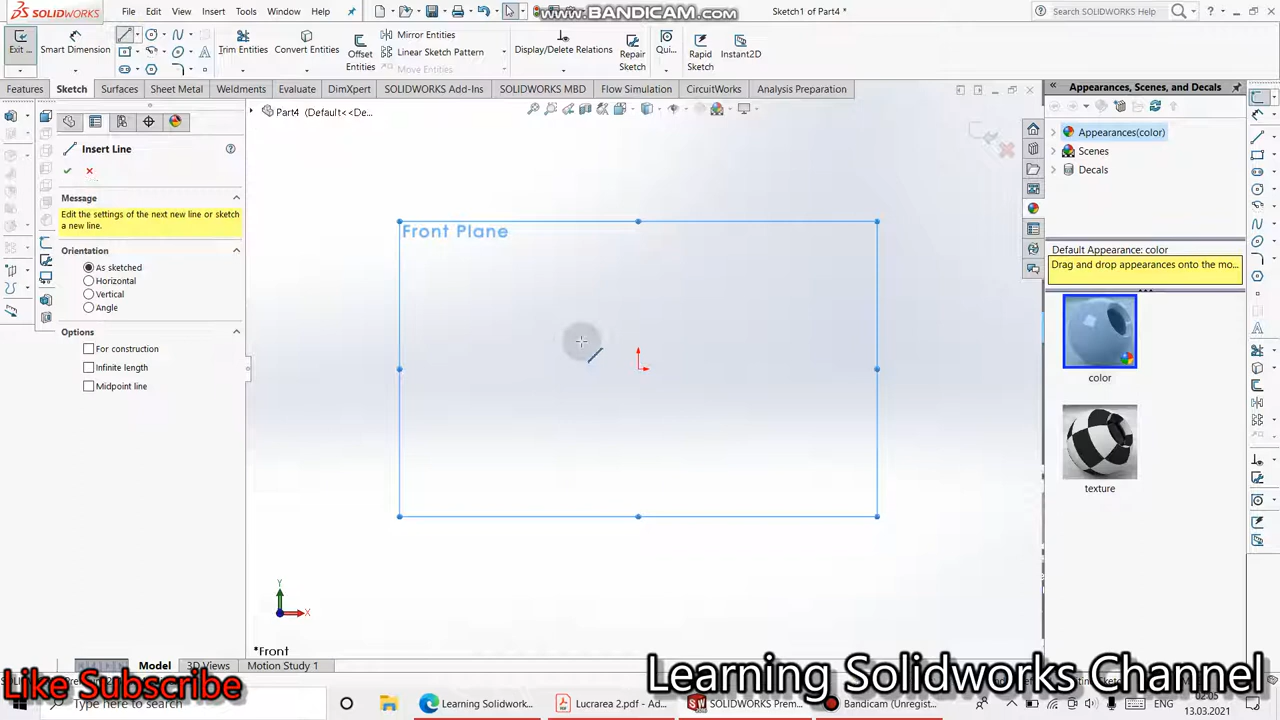 SOLIDWORKS
File Edit View Insert Tools Window Help
www.BANDICAM.com
Sketch1 of Part4 *
Search SOLIDWORKS Help
Exit ...
Smart Dimension
Trim Entities
Convert Entities
Offset Entities
Mirror Entities
Linear Sketch Pattern
Move Entities
Display/Delete Relations
Repair Sketch
Qui...
Rapid Sketch
Instant2D
Features Sketch Surfaces Sheet Metal Weldments Evaluate DimXpert SOLIDWORKS Add-Ins SOLIDWORKS MBD Flow Simulation CircuitWorks Analysis Preparation
Part4 (Default<<De...
Insert Line
Message
Edit the settings of the next new line or sketch
a new line.
Orientation
As sketched
Horizontal
Vertical
Angle
Options
For construction
Infinite length
Midpoint line
Front Plane
Y
X
*Front
Appearances, Scenes, and Decals
Appearances(color)
Scenes
Decals
Default Appearance: color
Drag and drop appearances onto the mo...
color
texture
Model 3D Views Motion Study 1
Like Subscribe
Learning Solidworks Channel
Type here to search
Learning Solidwork...
Lucrarea 2.pdf - Ad...
SOLIDWORKS Prem...
Bandicam (Unregist...
ENG
02:05
13.03.2021